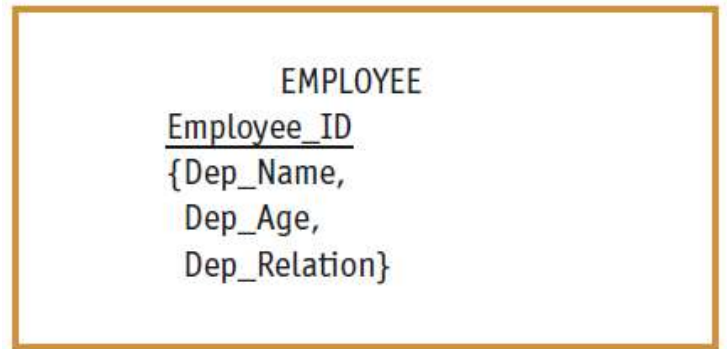 EMPLOYEE
Employee_ID
{Dep_Name,
Dep_Age,
Dep_Relation}